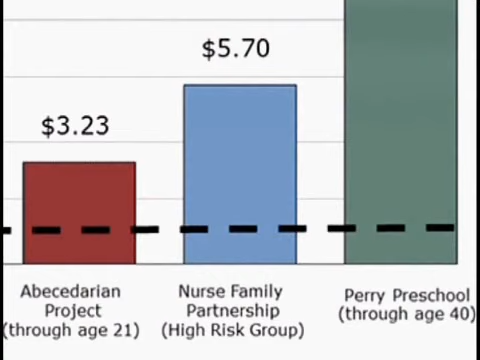 $3.23
$5.70
Abecedarian
Project
(through age 21)
Nurse Family
Partnership
(High Risk Group)
Perry Preschool
(through age 40)